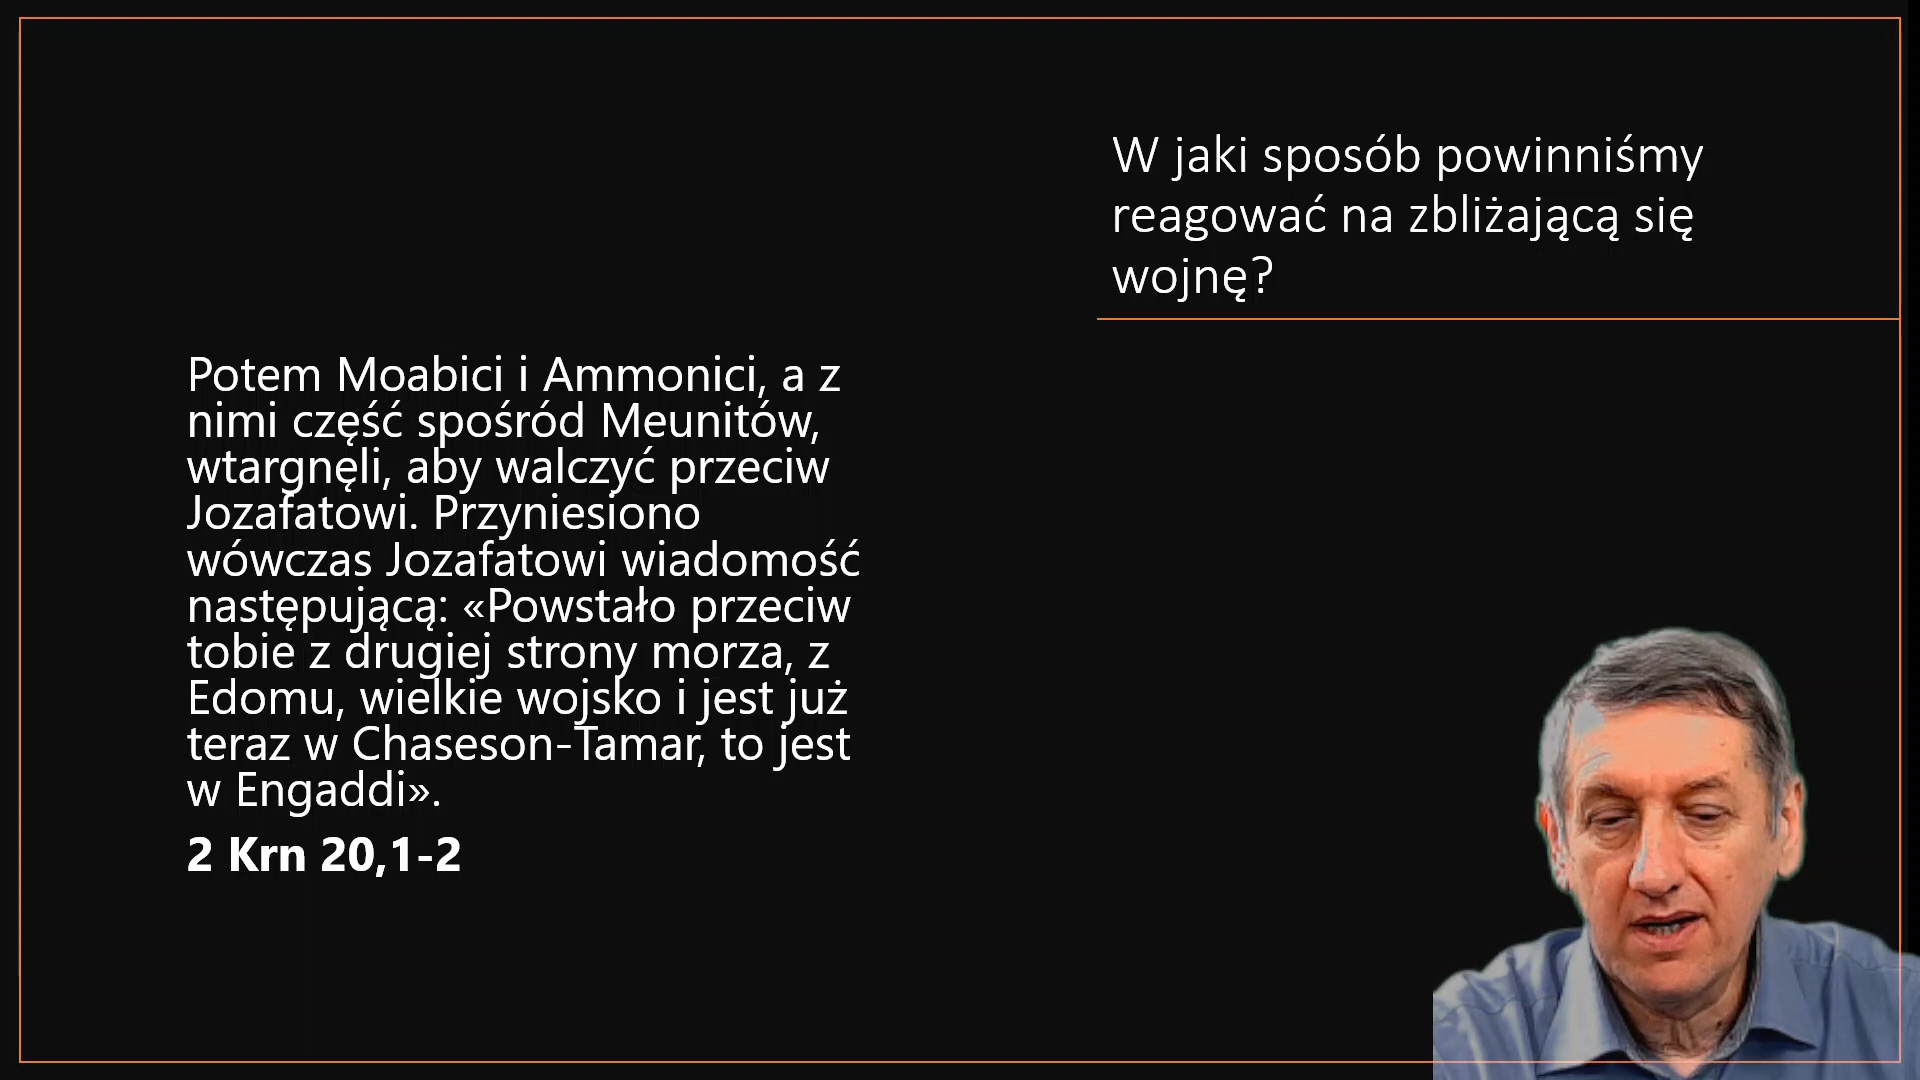 W jaki sposób powinniśmy
reagować na zbliżającą się
wojnę?
Potem Moabici i Ammonici, a z
nimi część spośród Meunitów,
wtargnęli, aby walczyć przeciw
Jozafatowi. Przyniesiono
wówczas Jozafatowi wiadomość
następującą: «Powstało przeciw
tobie z drugiej strony morza, z
Edomu, wielkie wojsko i jest już
teraz w Chaseson-Tamar, to jest
w Engaddi».
2 Krn 20,1-2